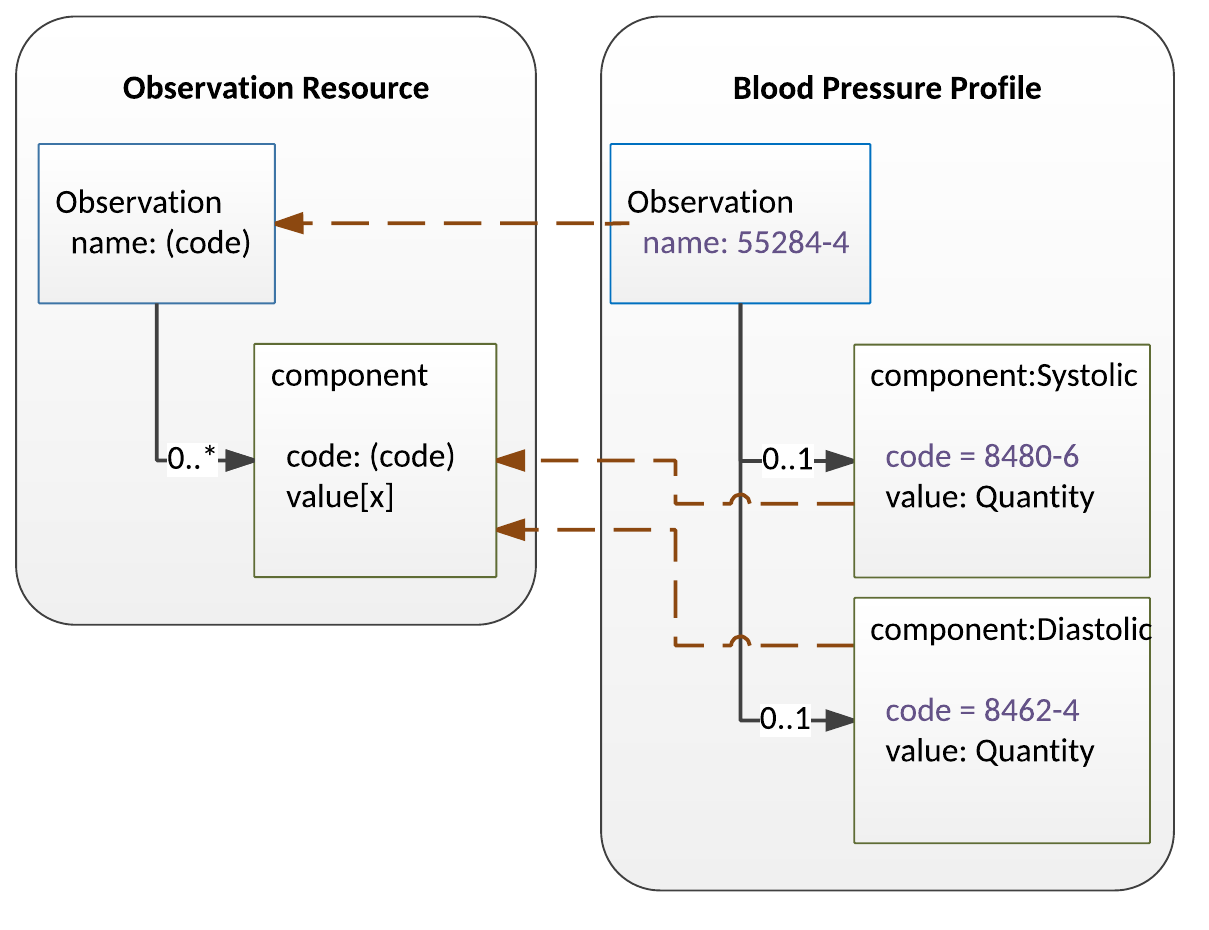 Observation Resource
Observation
name: (code)
0..*
component
code: (code)
value[x]
Blood Pressure Profile
Observation
name: 55284-4
0..1
component:Systolic
code = 8480-6
value: Quantity
0..1
component:Diastolic
code = 8462-4
value: Quantity